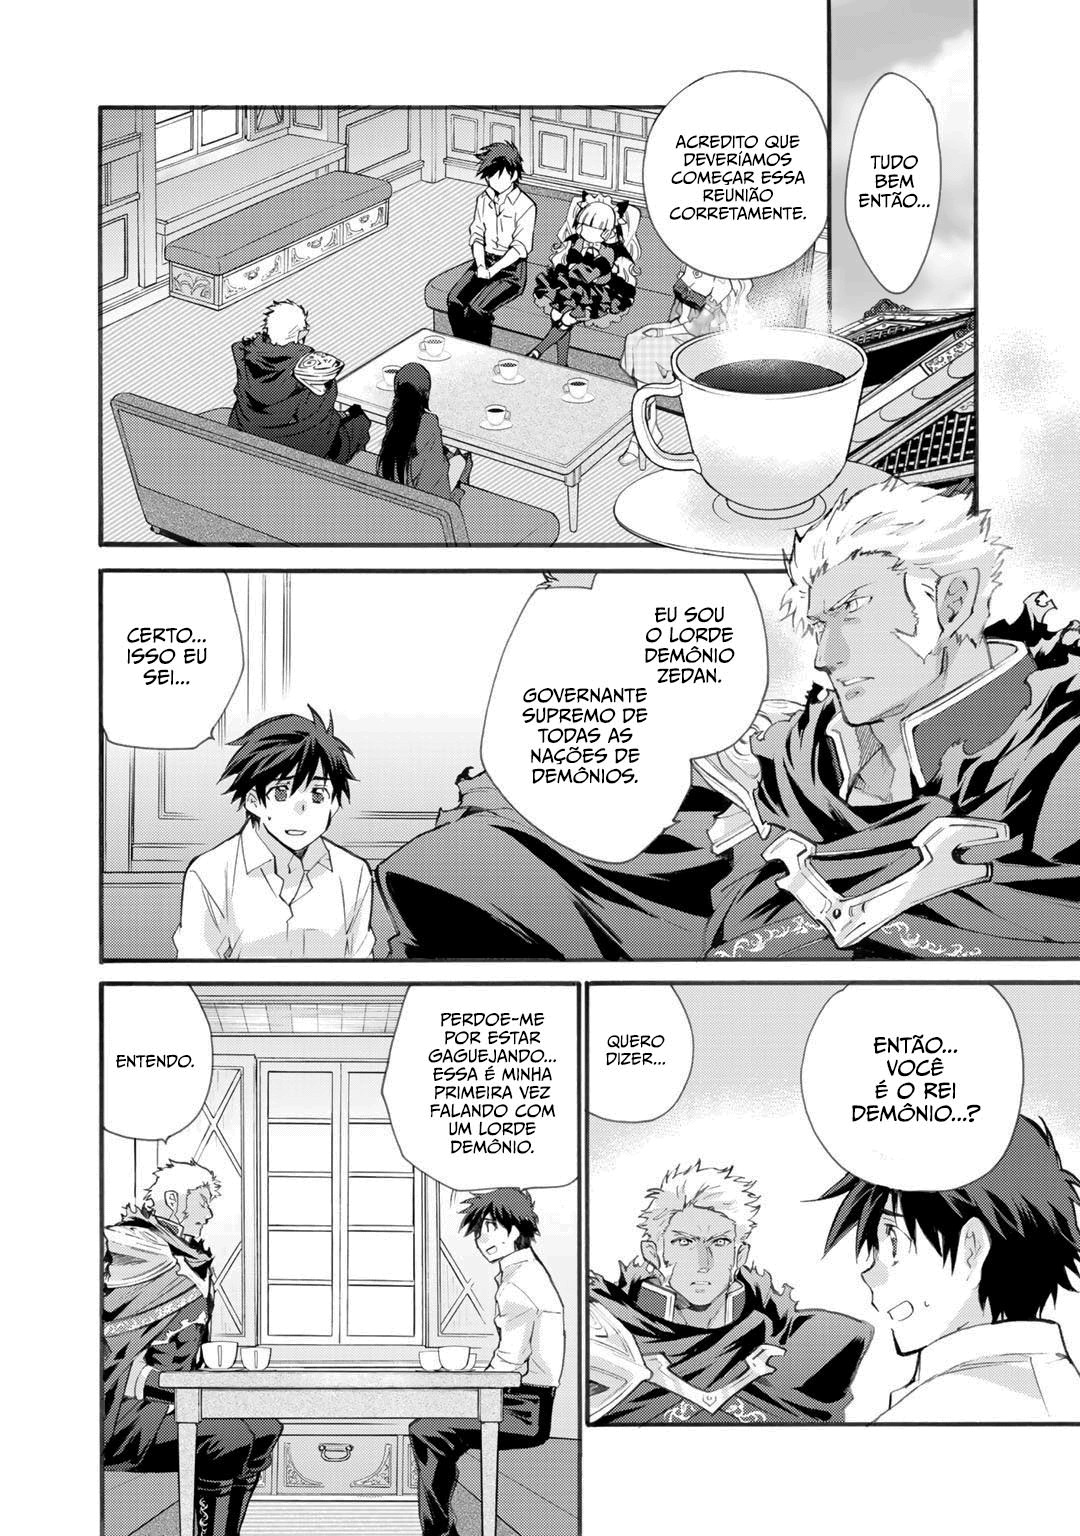 TUDO
BEM
ENTÃO...
ACREDITO QUE
DEVERÍAMOS
COMEÇAR ESSA
REUNIÃO
CORRETAMENTE.
EU SOU
O LORDE
DEMÔNIO
ZEDAN.
GOVERNANTE
SUPREMO DE
TODAS AS
NAÇÕES DE
DEMÔNIOS.
CERTO...
ISSO EU
SEI...
ENTÃO...
VOCÊ
É O REI
DEMÔNIO...?
QUERO
DIZER...
PERDOE-ME
POR ESTAR
GAGUEJANDO...
ESSA É MINHA
PRIMEIRA VEZ
FALANDO COM
UM LORDE
DEMÔNIO.
ENTENDO.